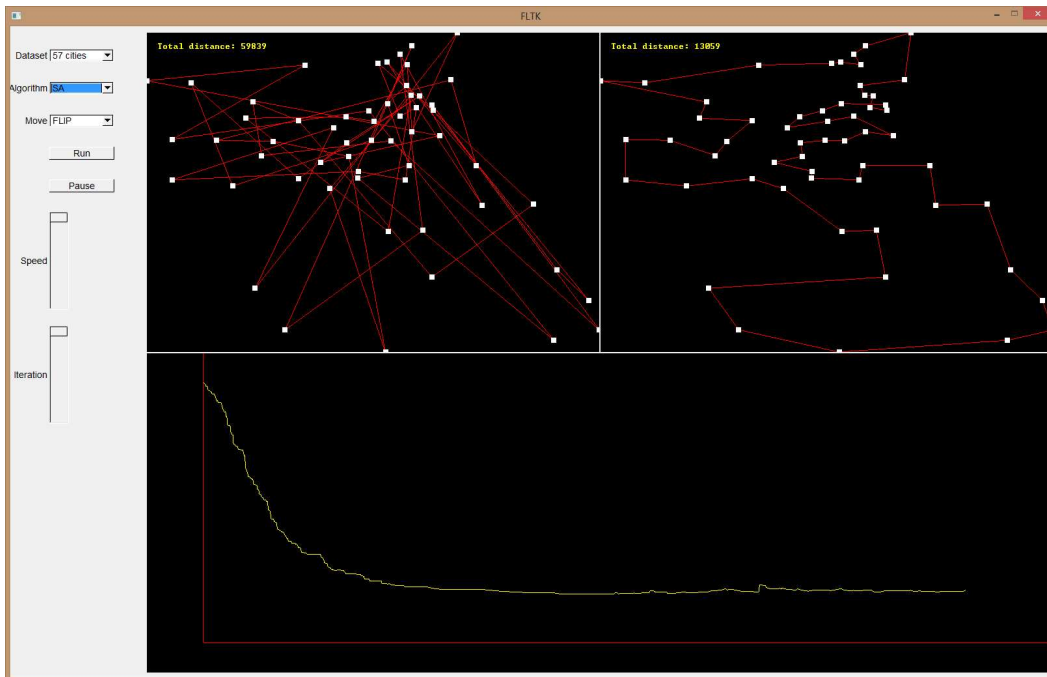 FLTK
Dataset 57 cities
Algorithm SA
Move FLIP
Run
Pause
Speed
Iteration
Total distance: 59839
Total distance: 13059